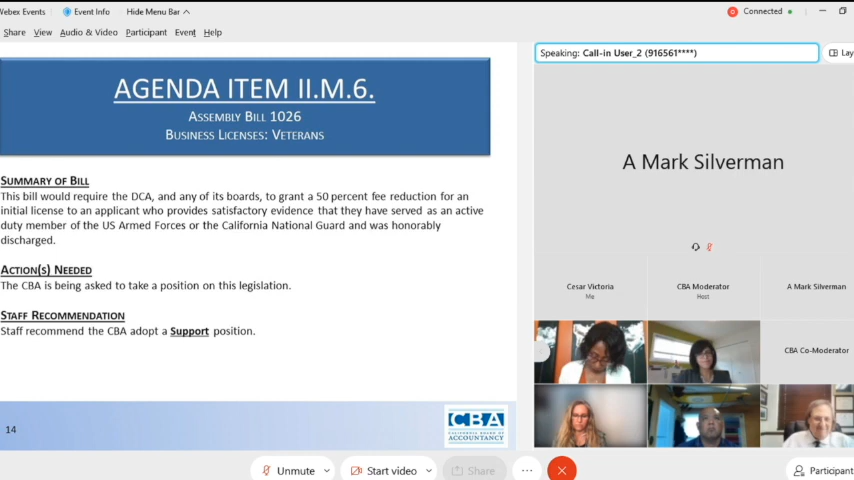 Webex Events
Event Info
Hide Menu Bar
Connected
Share View Audio & Video Participant Event Help
AGENDA ITEM II.M.6.
ASSEMBLY BILL 1026
BUSINESS LICENSES: VETERANS
SUMMARY OF BILL
This bill would require the DCA, and any of its boards, to grant a 50 percent fee reduction for an
initial license to an applicant who provides satisfactory evidence that they have served as an active
duty member of the US Armed Forces or the California National Guard and was honorably
discharged.
ACTION(S) NEEDED
The CBA is being asked to take a position on this legislation.
STAFF RECOMMENDATION
Staff recommend the CBA adopt a Support position.
14
CBA
CALIFORNIA BOARD OF
ACCOUNTANCY
Speaking: Call-in User_2 (916561****)
Lay
A Mark Silverman
Cesar Victoria
Me
CBA Moderator
Host
A Mark Silverman
CBA Co-Moderator
Unmute
Start video
Share
Participant